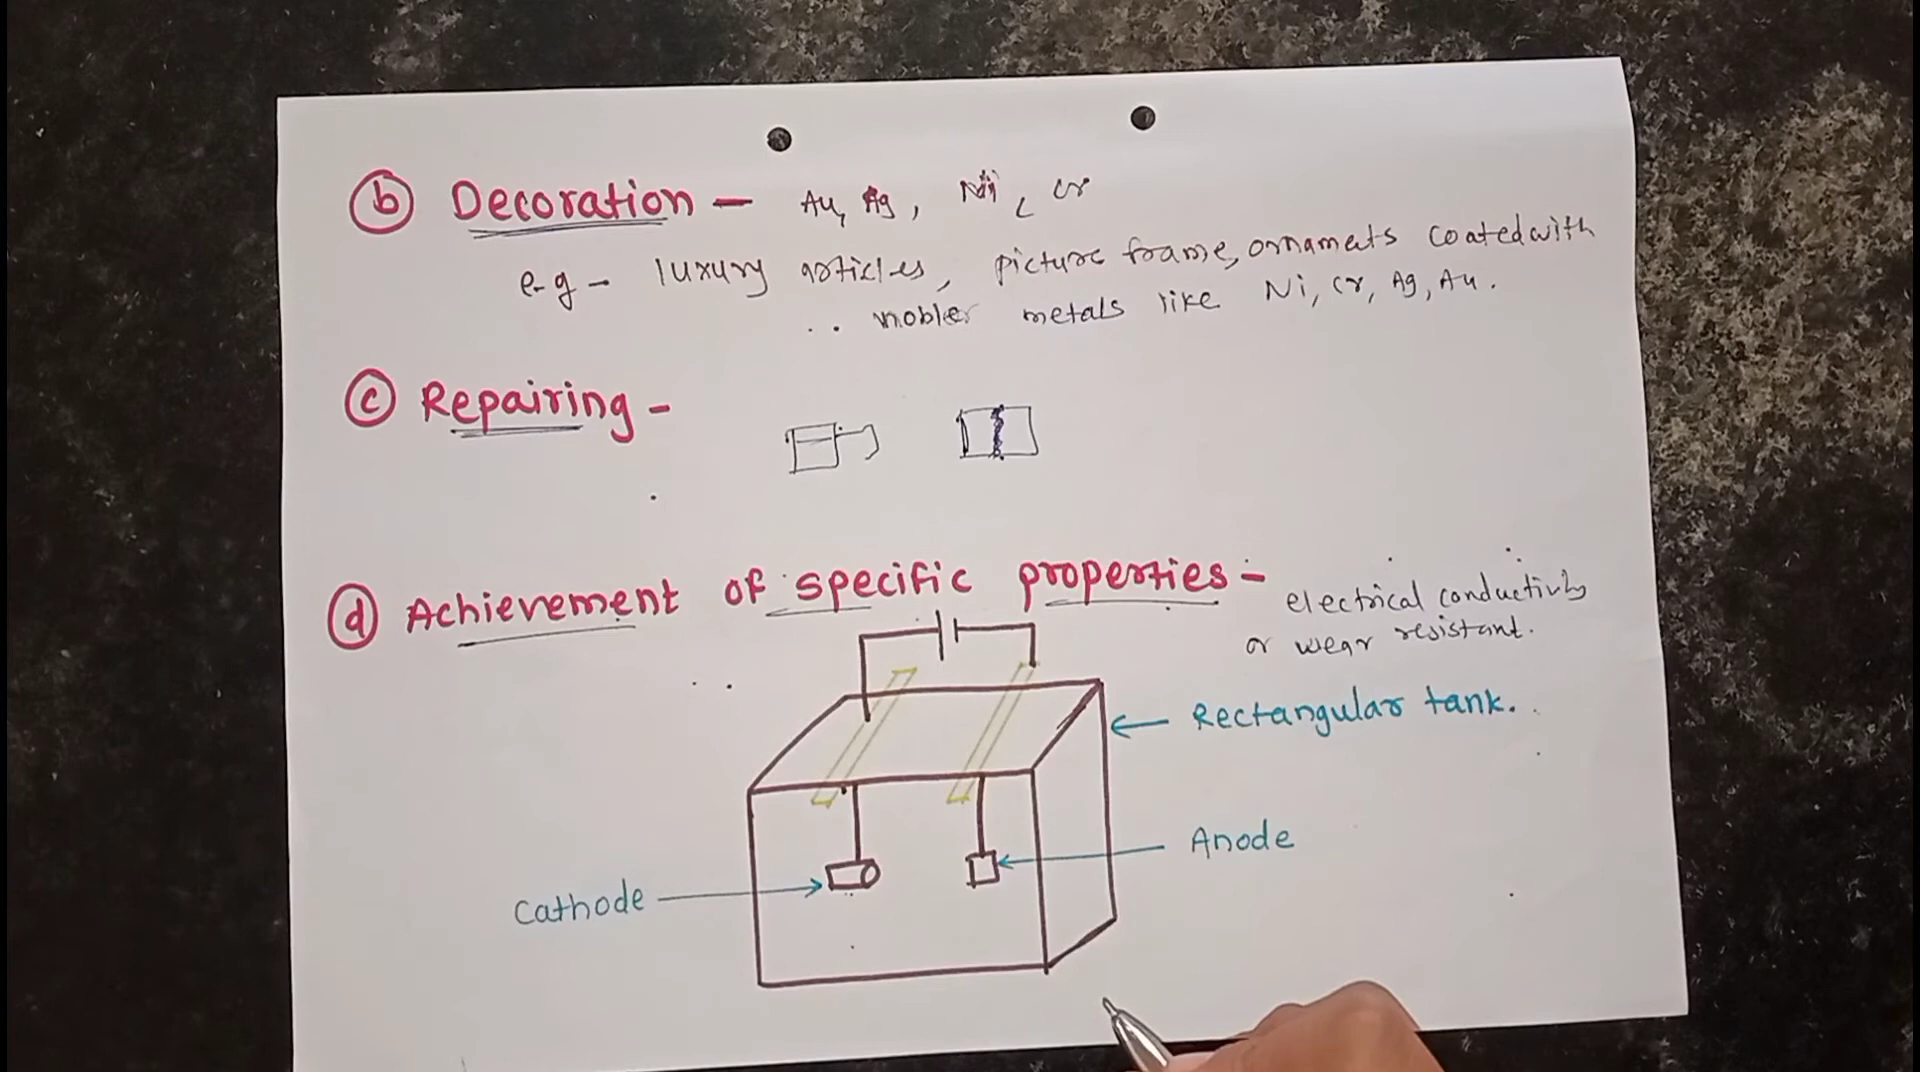 (b) Decoration – Au, Ag, Ni, Cr
e.g – luxury articles, picture frame, ornamets coated with
nobler metals like Ni, Cr, Ag, Au.
(c) Repairing –
(d) Achievement of specific properties – electrical conductivity
or wear resistant.
← Rectangular tank.
Anode
Cathode